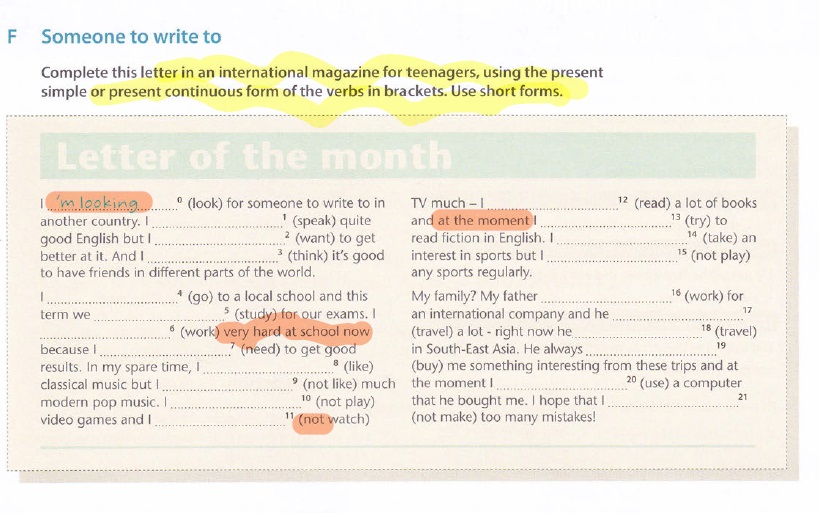 F Someone to write to
Complete this letter in an international magazine for teenagers, using the present
simple or present continuous form of the verbs in brackets. Use short forms.
Letter of the month
I 'm looking 0 (look) for someone to write to in
another country. I ........................ 1 (speak) quite
good English but I ........................ 2 (want) to get
better at it. And I ........................ 3 (think) it's good
to have friends in different parts of the world.
I ........................ 4 (go) to a local school and this
term we ........................ 5 (study) for our exams. I
........................ 6 (work) very hard at school now
because I ........................ 7 (need) to get good
results. In my spare time, I ........................ 8 (like)
classical music but I ........................ 9 (not like) much
modern pop music. I ........................ 10 (not play)
video games and I ........................ 11 (not watch)
TV much – I ........................ 12 (read) a lot of books
and at the moment I ........................ 13 (try) to
read fiction in English. I ........................ 14 (take) an
interest in sports but I ........................ 15 (not play)
any sports regularly.
My family? My father ........................ 16 (work) for
an international company and he ........................ 17
(travel) a lot - right now he ........................ 18 (travel)
in South-East Asia. He always ........................ 19
(buy) me something interesting from these trips and at
the moment I ........................ 20 (use) a computer
that he bought me. I hope that I ........................ 21
(not make) too many mistakes!